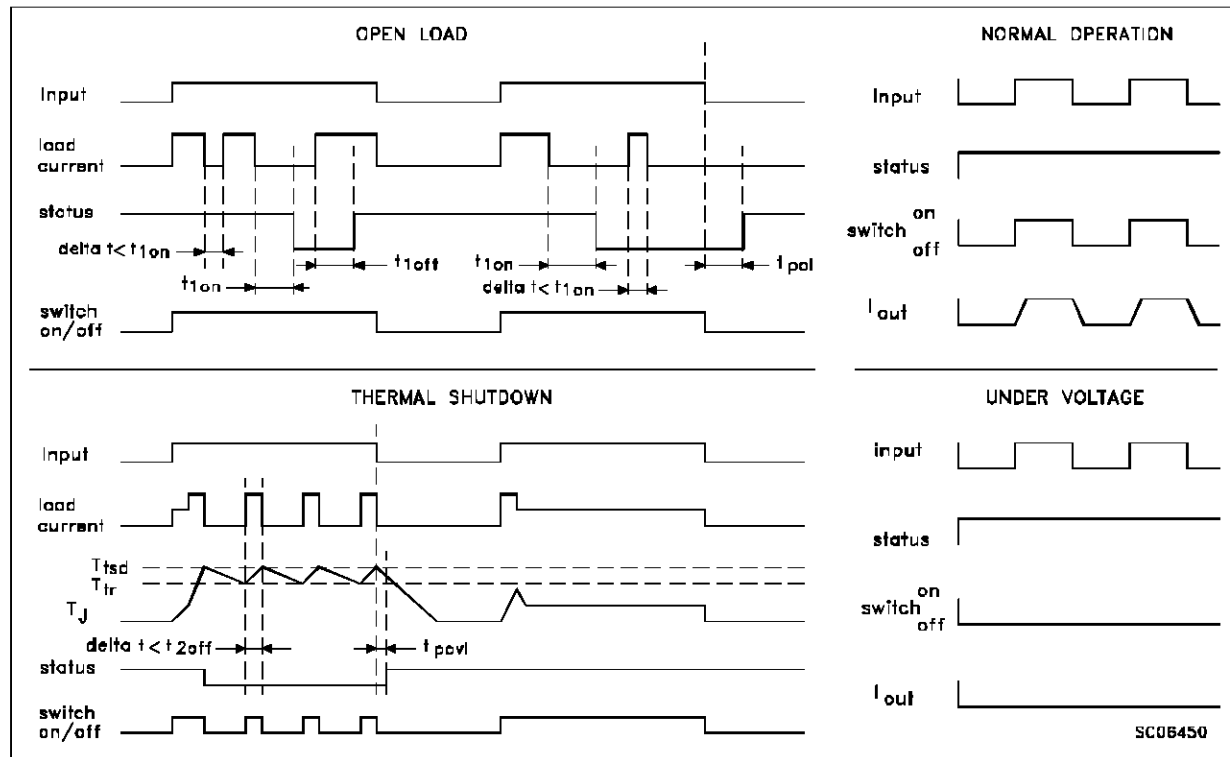 OPEN LOAD
Input
load
current
status
delta t< t1on
t1on
t1off
t1on
delta t< t1on
tpol
switch
on/off
NORMAL OPERATION
Input
status
switch on
off
Iout
THERMAL SHUTDOWN
Input
load
current
Ttsd
Ttr
TJ
delta t< t2off
tpovl
status
switch
on/off
UNDER VOLTAGE
input
status
switch on
off
Iout
SC06450